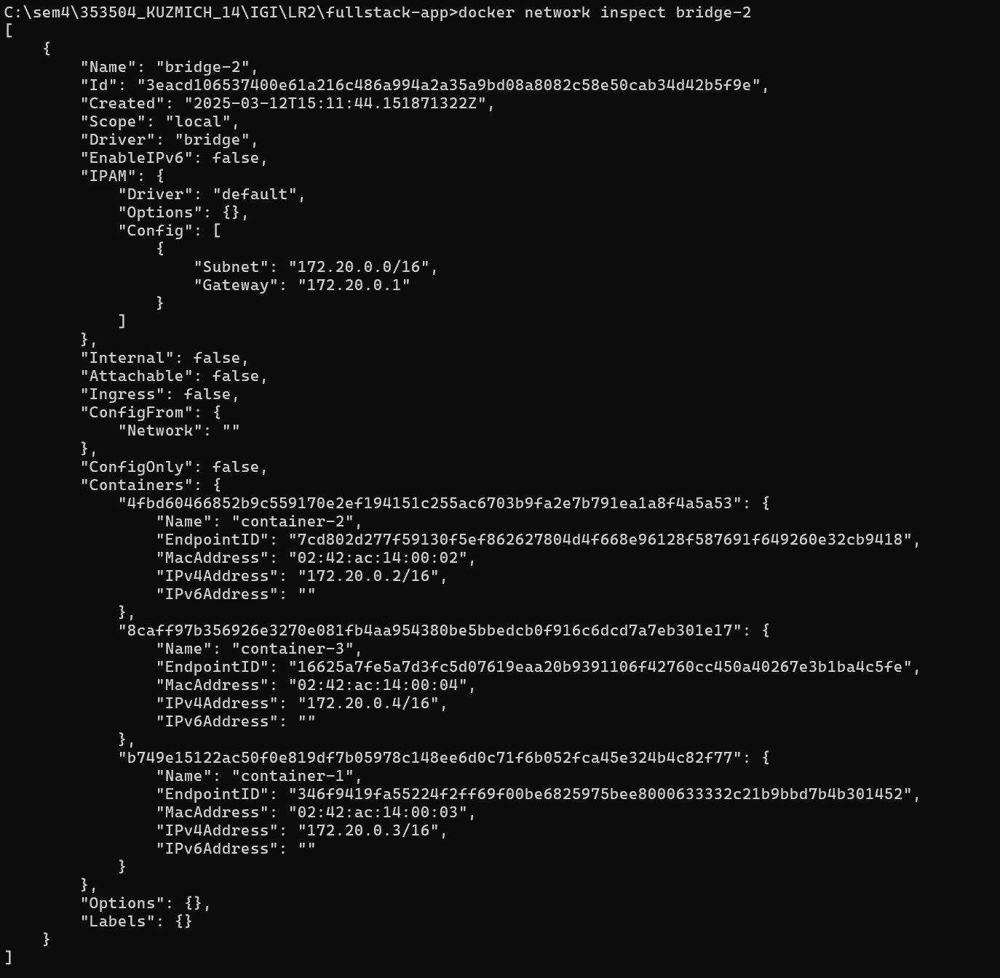 C:\sem4\353504_KUZMICH_14\IGI\LR2\fullstack-app>docker network inspect bridge-2
[
    {
        "Name": "bridge-2",
        "Id": "3eacd106537400e61a216c486a994a2a35a9bd08a8082c58e50cab34d42b5f9e",
        "Created": "2025-03-12T15:11:44.151871322Z",
        "Scope": "local",
        "Driver": "bridge",
        "EnableIPv6": false,
        "IPAM": {
            "Driver": "default",
            "Options": {},
            "Config": [
                {
                    "Subnet": "172.20.0.0/16",
                    "Gateway": "172.20.0.1"
                }
            ]
        },
        "Internal": false,
        "Attachable": false,
        "Ingress": false,
        "ConfigFrom": {
            "Network": ""
        },
        "ConfigOnly": false,
        "Containers": {
            "4fbd60466852b9c559170e2ef194151c255ac6703b9fa2e7b791ea1a8f4a5a53": {
                "Name": "container-2",
                "EndpointID": "7cd802d277f59130f5ef862627804d4f668e96128f587691f649260e32cb9418",
                "MacAddress": "02:42:ac:14:00:02",
                "IPv4Address": "172.20.0.2/16",
                "IPv6Address": ""
            },
            "8caff97b356926e3270e081fb4aa954380be5bbedcb0f916c6dcd7a7eb301e17": {
                "Name": "container-3",
                "EndpointID": "16625a7fe5a7d3fc5d07619eaa20b9391106f42760cc450a40267e3b1ba4c5fe",
                "MacAddress": "02:42:ac:14:00:04",
                "IPv4Address": "172.20.0.4/16",
                "IPv6Address": ""
            },
            "b749e15122ac50f0e819df7b05978c148ee6d0c71f6b052fca45e324b4c82f77": {
                "Name": "container-1",
                "EndpointID": "346f9419fa55224f2ff69f00be6825975bee8000633332c21b9bbd7b4b301452",
                "MacAddress": "02:42:ac:14:00:03",
                "IPv4Address": "172.20.0.3/16",
                "IPv6Address": ""
            }
        },
        "Options": {},
        "Labels": {}
    }
]